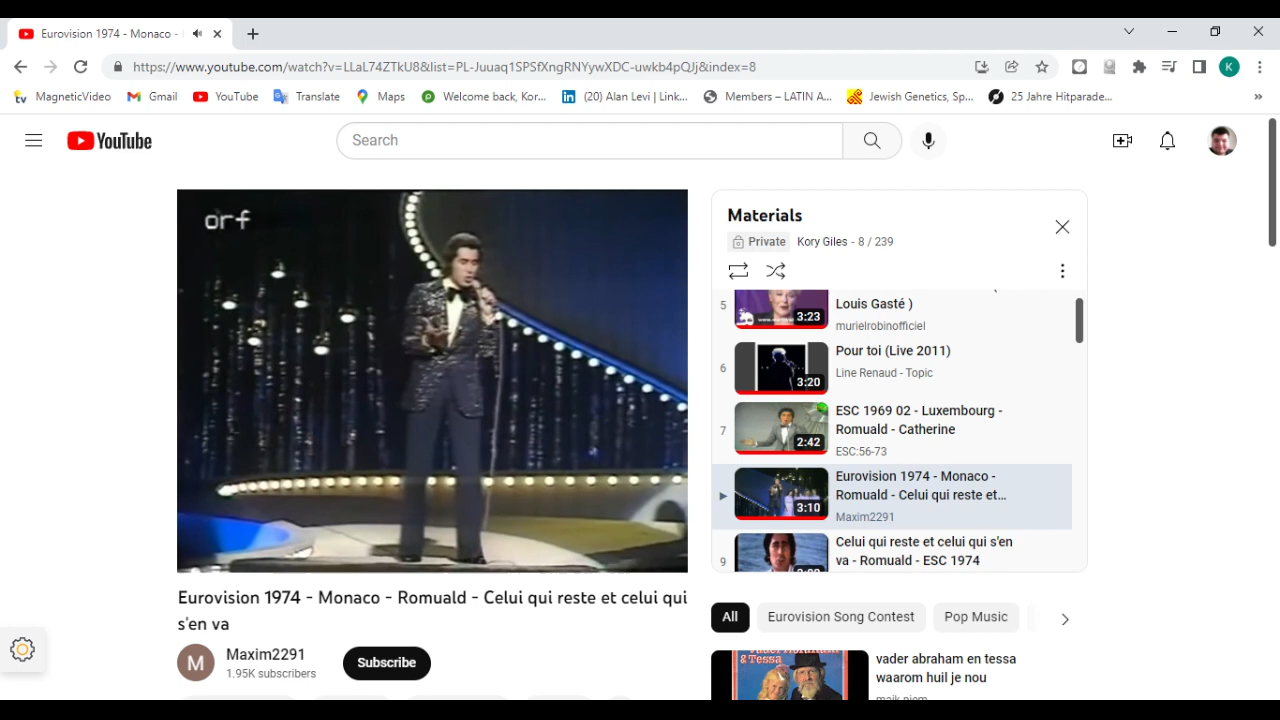 Eurovision 1974 - Monaco -
https://www.youtube.com/watch?v=LLaL74ZTkU8&list=PL-Juuaq1SPSfXngRNYywXDC-uwkb4pQJj&index=8
K
tv MagneticVideo
Gmail
YouTube
Translate
Maps
Welcome back, Kor...
in (20) Alan Levi | Link...
Members – LATIN A...
Jewish Genetics, Sp...
25 Jahre Hitparade...
YouTube
Search
orf
Materials
Private Kory Giles - 8 / 239
5
3:23
Louis Gasté )
murielrobinofficiel
6
3:20
Pour toi (Live 2011)
Line Renaud - Topic
7
2:42
ESC 1969 02 - Luxembourg -
Romuald - Catherine
ESC:56-73
3:10
Eurovision 1974 - Monaco -
Romuald - Celui qui reste et...
Maxim2291
9
Celui qui reste et celui qui s'en
va - Romuald - ESC 1974
Eurovision 1974 - Monaco - Romuald - Celui qui reste et celui qui
s'en va
M
Maxim2291
1.95K subscribers
Subscribe
All
Eurovision Song Contest
Pop Music
& Tessa
vader abraham en tessa
waarom huil je nou